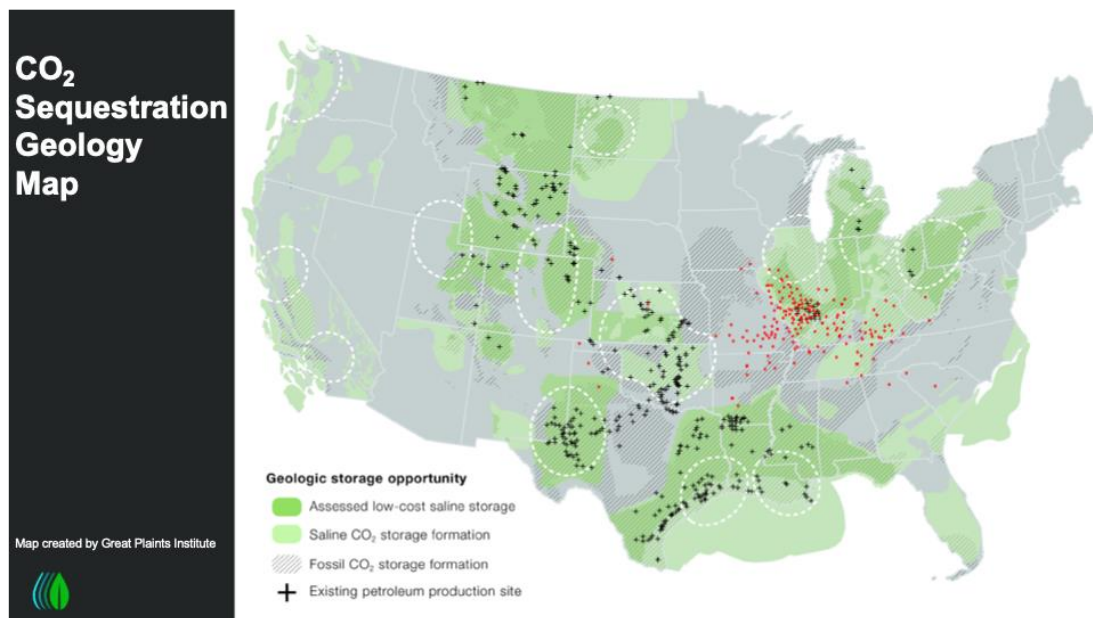 CO₂
Sequestration
Geology
Map
Map created by Great Plaints Institute
Geologic storage opportunity
Assessed low-cost saline storage
Saline CO₂ storage formation
Fossil CO₂ storage formation
Existing petroleum production site